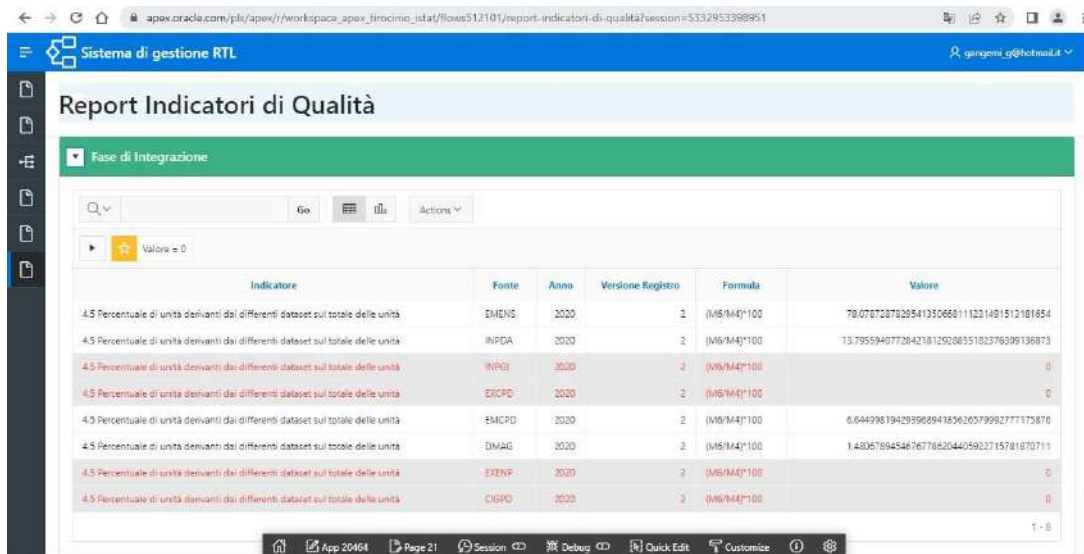 apex.oracle.com/pls/apex/r/workspace_apex_tirocinio_istat/flows512101/report-indicatori-di-qualità?session=5332953398951
Sistema di gestione RTL
gangemi_g@hotmail.it
Report Indicatori di Qualità
Fase di Integrazione
Go
Actions
Valore = 0
Indicatore Fonte Anno Versione Registro Formula Valore
4.5 Percentuale di unità derivanti dai differenti dataset sul totale delle unità EMENS 2020 2 (M6/M4)*100
4.5 Percentuale di unità derivanti dai differenti dataset sul totale delle unità INPDA 2020 2 (M6/M4)*100
4.5 Percentuale di unità derivanti dai differenti dataset sul totale delle unità INPGI 2020 2 (M6/M4)*100 0
4.5 Percentuale di unità derivanti dai differenti dataset sul totale delle unità EXCPD 2020 2 (M6/M4)*100 0
4.5 Percentuale di unità derivanti dai differenti dataset sul totale delle unità EMCPD 2020 2 (M6/M4)*100
4.5 Percentuale di unità derivanti dai differenti dataset sul totale delle unità DMAG 2020 2 (M6/M4)*100
4.5 Percentuale di unità derivanti dai differenti dataset sul totale delle unità EXENP 2020 2 (M6/M4)*100 0
4.5 Percentuale di unità derivanti dai differenti dataset sul totale delle unità CIGPD 2020 2 (M6/M4)*100 0
1 - 8
App 20464 Page 21 Session Debug Quick Edit Customize